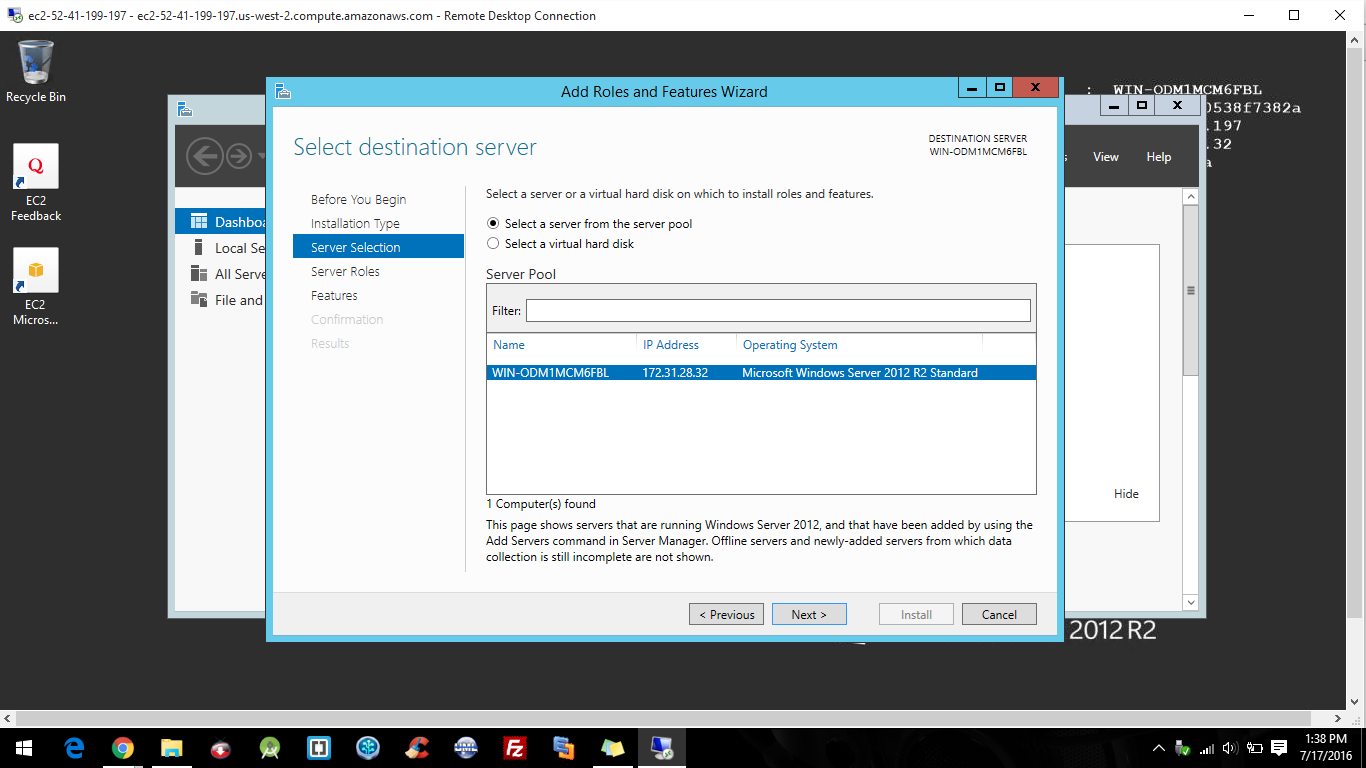 ec2-52-41-199-197 - ec2-52-41-199-197.us-west-2.compute.amazonaws.com - Remote Desktop Connection
Recycle Bin
EC2
Feedback
EC2
Micros...
: WIN-ODM1MCM6FBL
0538f7382a
.197
.32
a
View
Help
Dashboa
Local Se
All Serve
File and
Hide
2012 R2
Add Roles and Features Wizard
Select destination server
DESTINATION SERVER
WIN-ODM1MCM6FBL
Before You Begin
Installation Type
Server Selection
Server Roles
Features
Confirmation
Results
Select a server or a virtual hard disk on which to install roles and features.
Select a server from the server pool
Select a virtual hard disk
Server Pool
Filter:
Name IP Address Operating System
WIN-ODM1MCM6FBL 172.31.28.32 Microsoft Windows Server 2012 R2 Standard
1 Computer(s) found
This page shows servers that are running Windows Server 2012, and that have been added by using the
Add Servers command in Server Manager. Offline servers and newly-added servers from which data
collection is still incomplete are not shown.
< Previous Next > Install Cancel
1:38 PM
7/17/2016